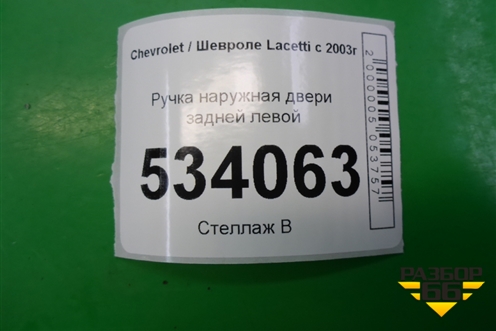 Chevrolet / Шевроле Lacetti с 2003г
Ручка наружная двери
задней левой
534063
Стеллаж В
2000005053757
РАЗБОР
66